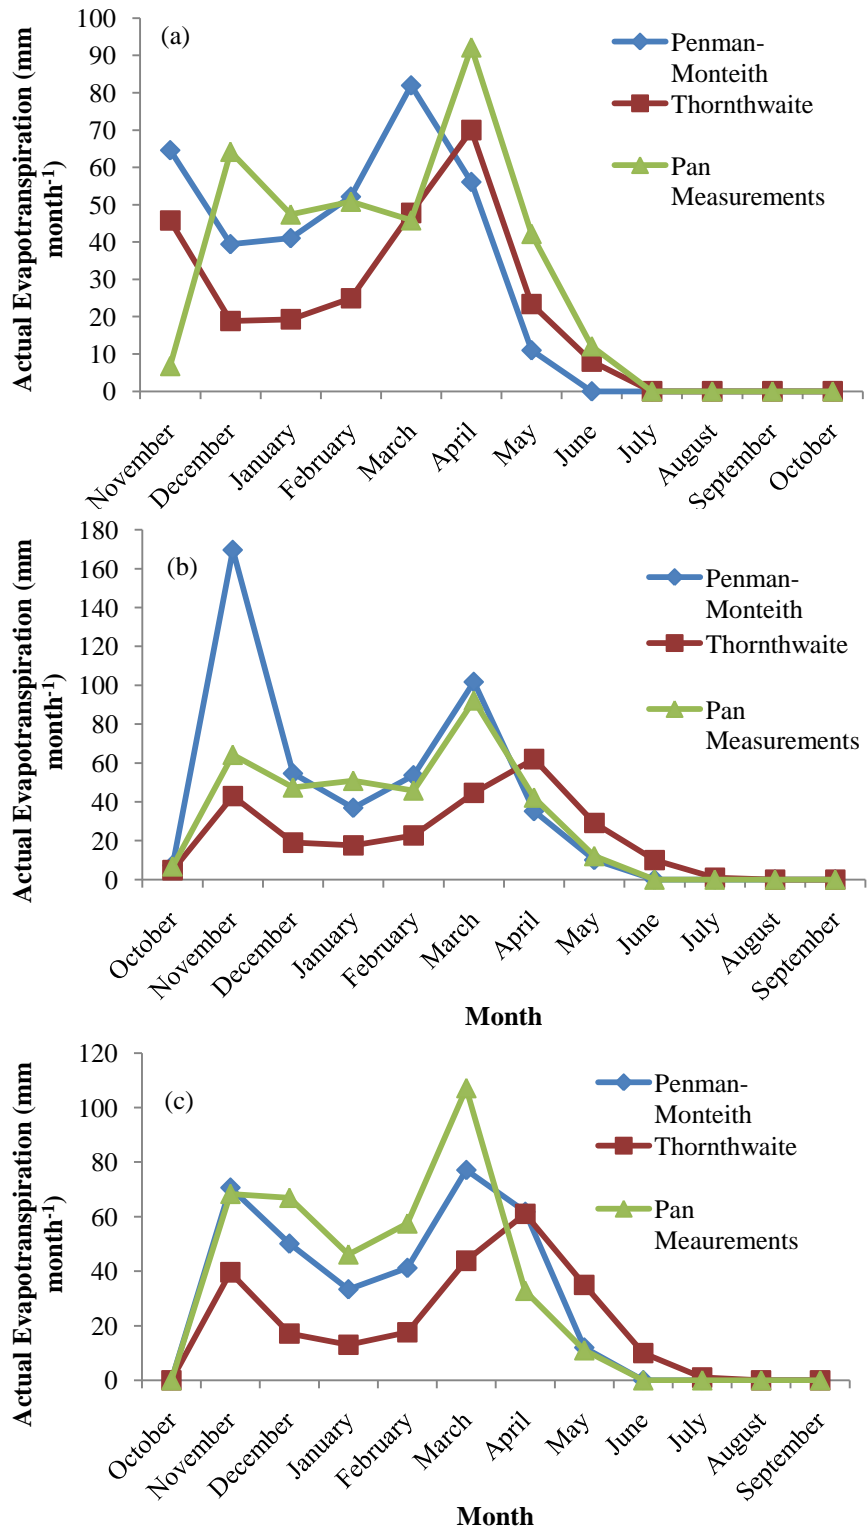 (a)
Actual Evapotranspiration (mm
month-1)
100
90
80
70
60
50
40
30
20
10
0
Penman-
Monteith
Thornthwaite
Pan
Measurements
November
December
January
February
March
April
May
June
July
August
September
October
(b)
Actual Evapotranspiration (mm
month-1)
180
160
140
120
100
80
60
40
20
0
Penman-
Monteith
Thornthwaite
Pan
Measurements
October
November
December
January
February
March
April
May
June
July
August
September
Month
(c)
Actual Evapotranspiration (mm
month-1)
120
100
80
60
40
20
0
Penman-
Monteith
Thornthwaite
Pan
Meaurements
October
November
December
January
February
March
April
May
June
July
August
September
Month